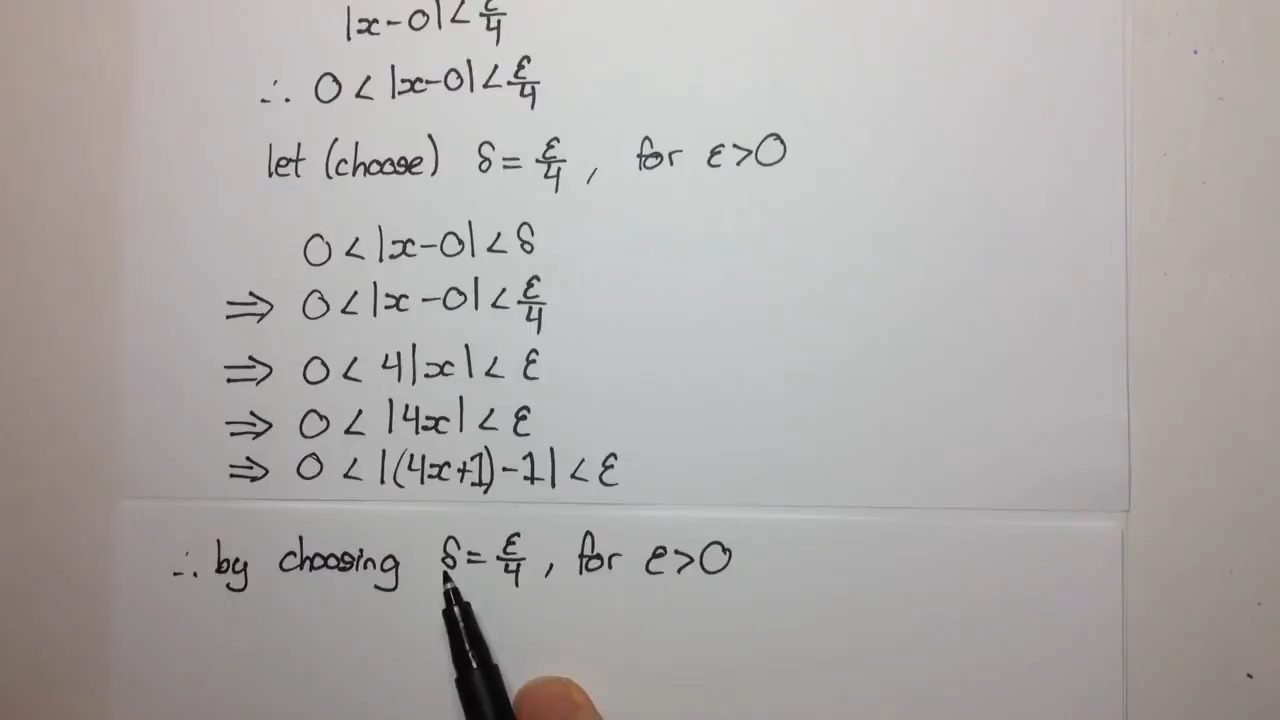 |x-0| < ε/4
∴ 0 < |x-0| < ε/4
let (choose) δ = ε/4 , for ε>0
0 < |x-0| < δ
⇒ 0 < |x-0| < ε/4
⇒ 0 < 4|x| < ε
⇒ 0 < |4x| < ε
⇒ 0 < |(4x+1)-1| < ε
∴ by choosing δ = ε/4 , for ε>0